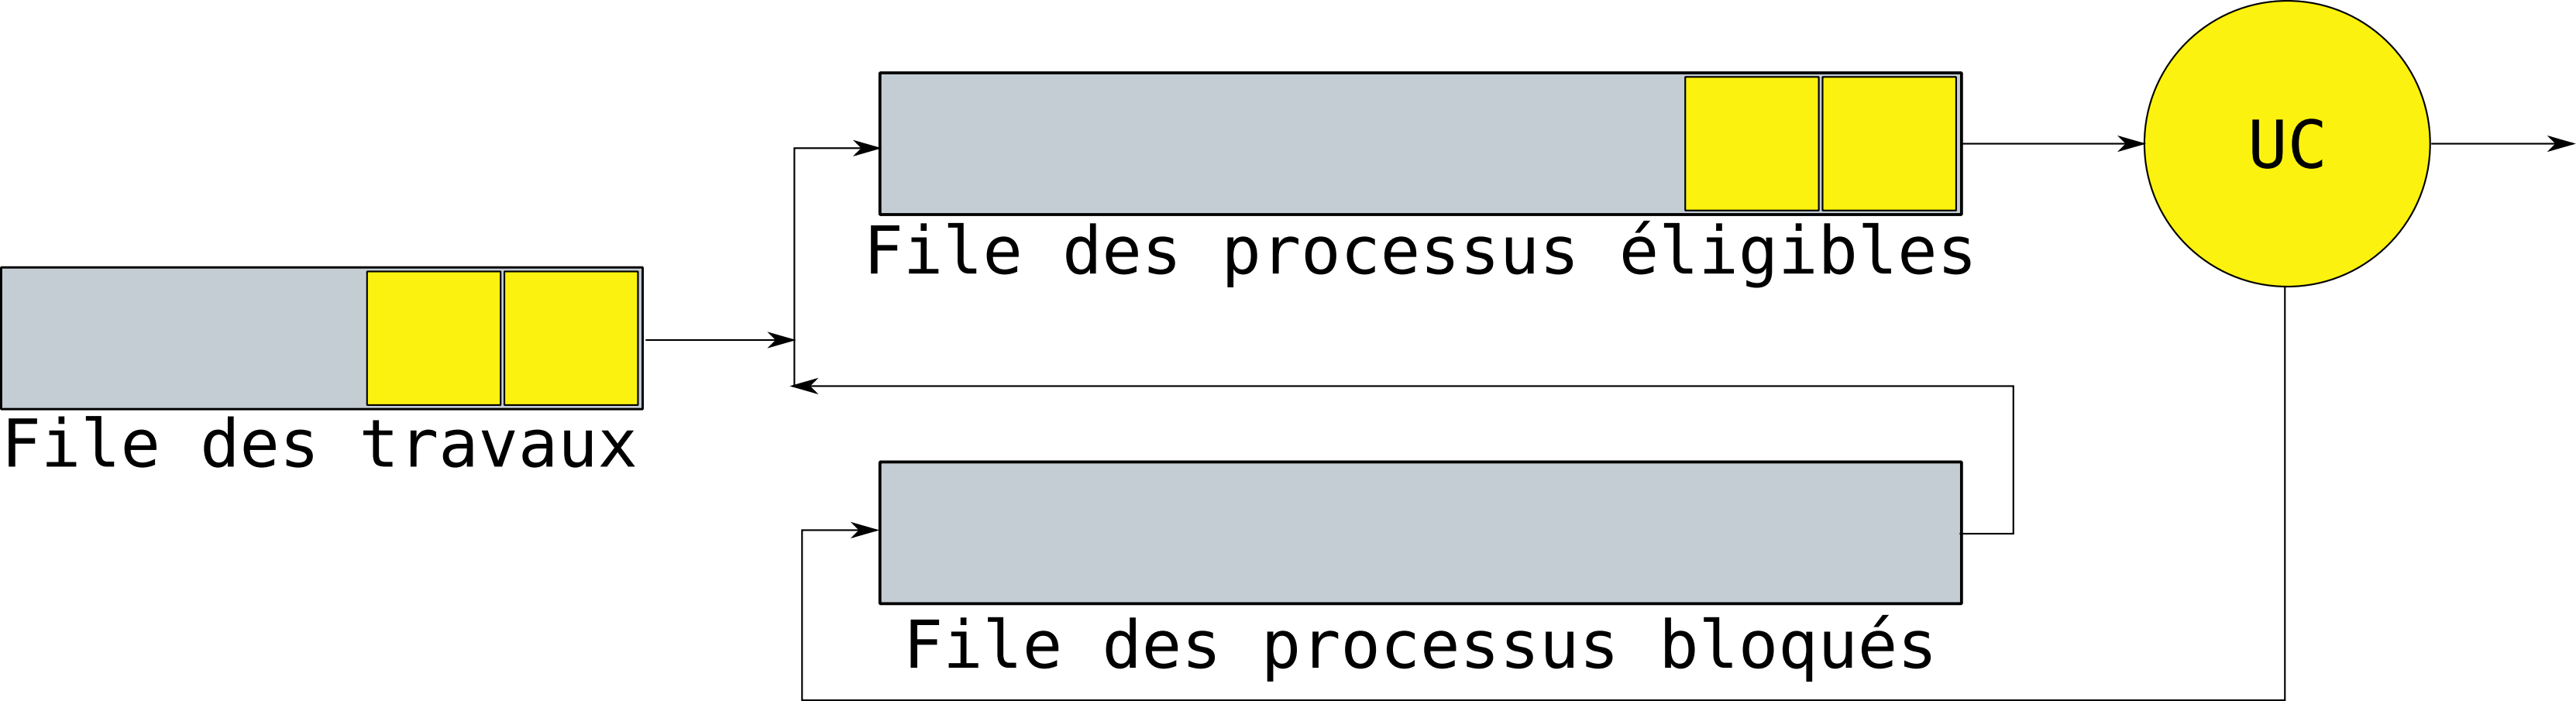 UC
File des processus éligibles
File des travaux
File des processus bloqués